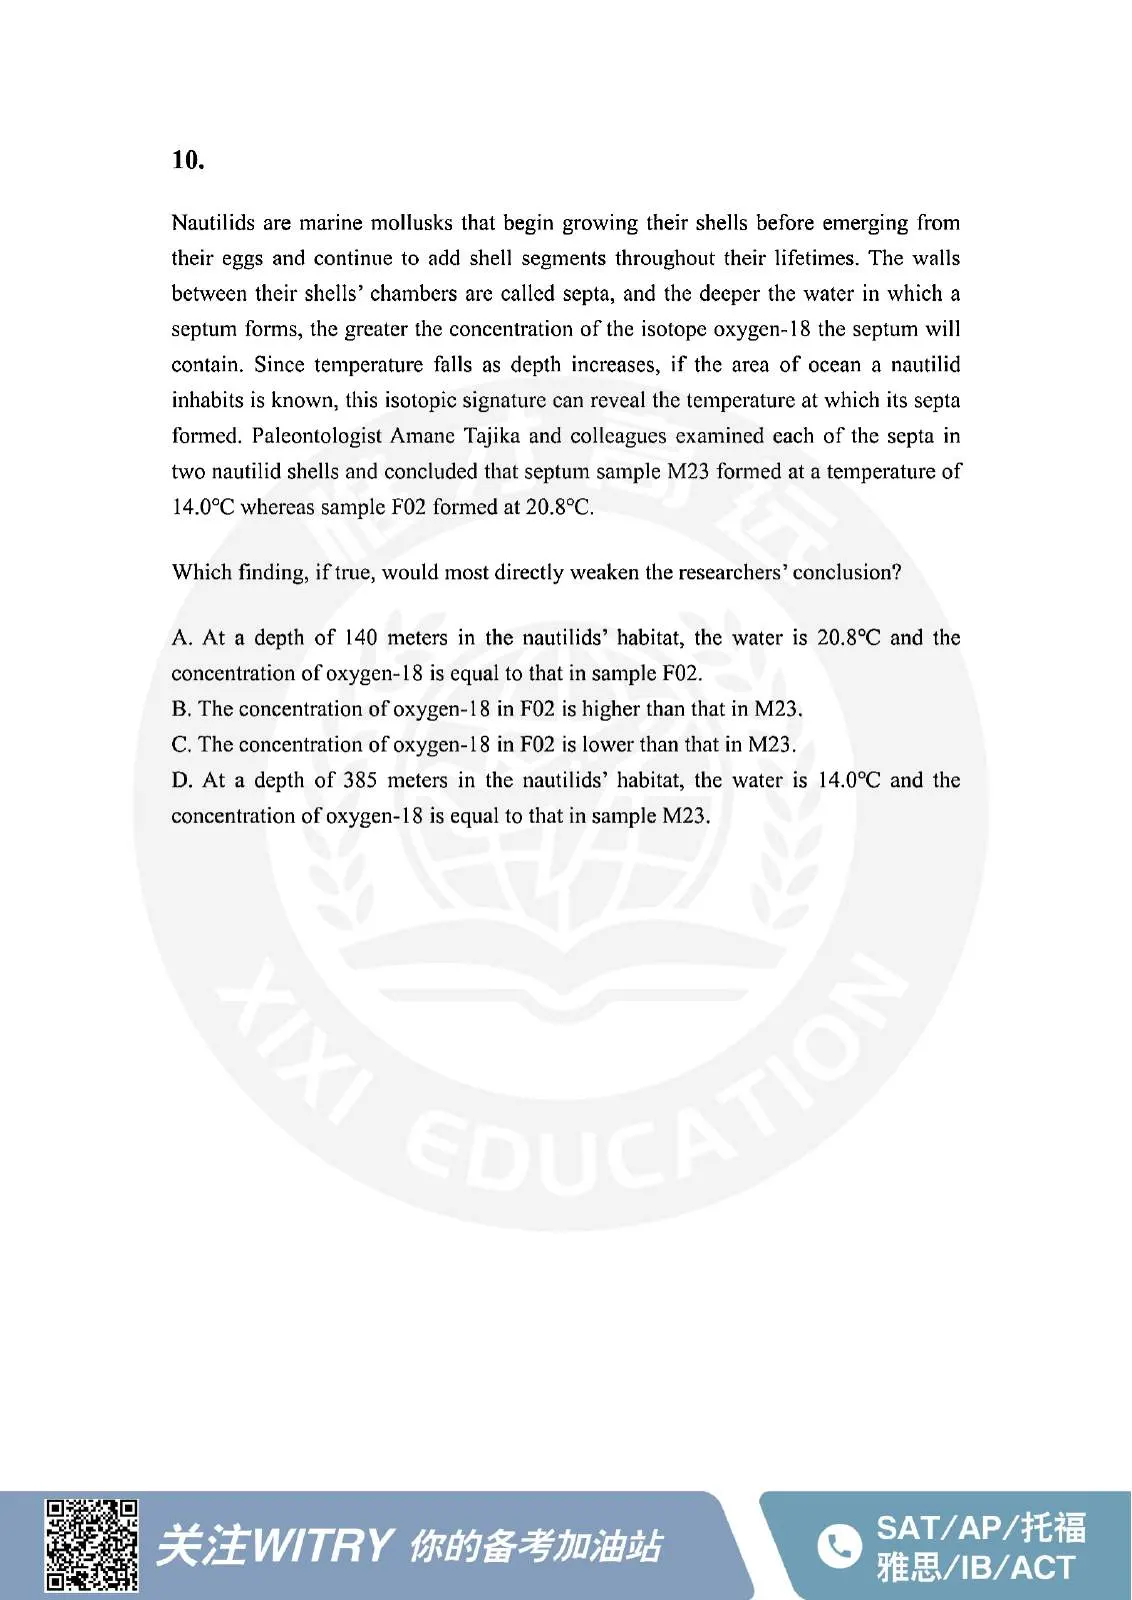 10.
Nautilids are marine mollusks that begin growing their shells before emerging from
their eggs and continue to add shell segments throughout their lifetimes. The walls
between their shells' chambers are called septa, and the deeper the water in which a
septum forms, the greater the concentration of the isotope oxygen-18 the septum will
contain. Since temperature falls as depth increases, if the area of ocean a nautilid
inhabits is known, this isotopic signature can reveal the temperature at which its septa
formed. Paleontologist Amane Tajika and colleagues examined each of the septa in
two nautilid shells and concluded that septum sample M23 formed at a temperature of
14.0°C whereas sample F02 formed at 20.8°C.
Which finding, if true, would most directly weaken the researchers' conclusion?
A. At a depth of 140 meters in the nautilids' habitat, the water is 20.8°C and the
concentration of oxygen-18 is equal to that in sample F02.
B. The concentration of oxygen-18 in F02 is higher than that in M23.
C. The concentration of oxygen-18 in F02 is lower than that in M23.
D. At a depth of 385 meters in the nautilids' habitat, the water is 14.0°C and the
concentration of oxygen-18 is equal to that in sample M23.
XIXI EDUCATION
关注WITRY 你的备考加油站
SAT/AP/托福
雅思/IB/ACT